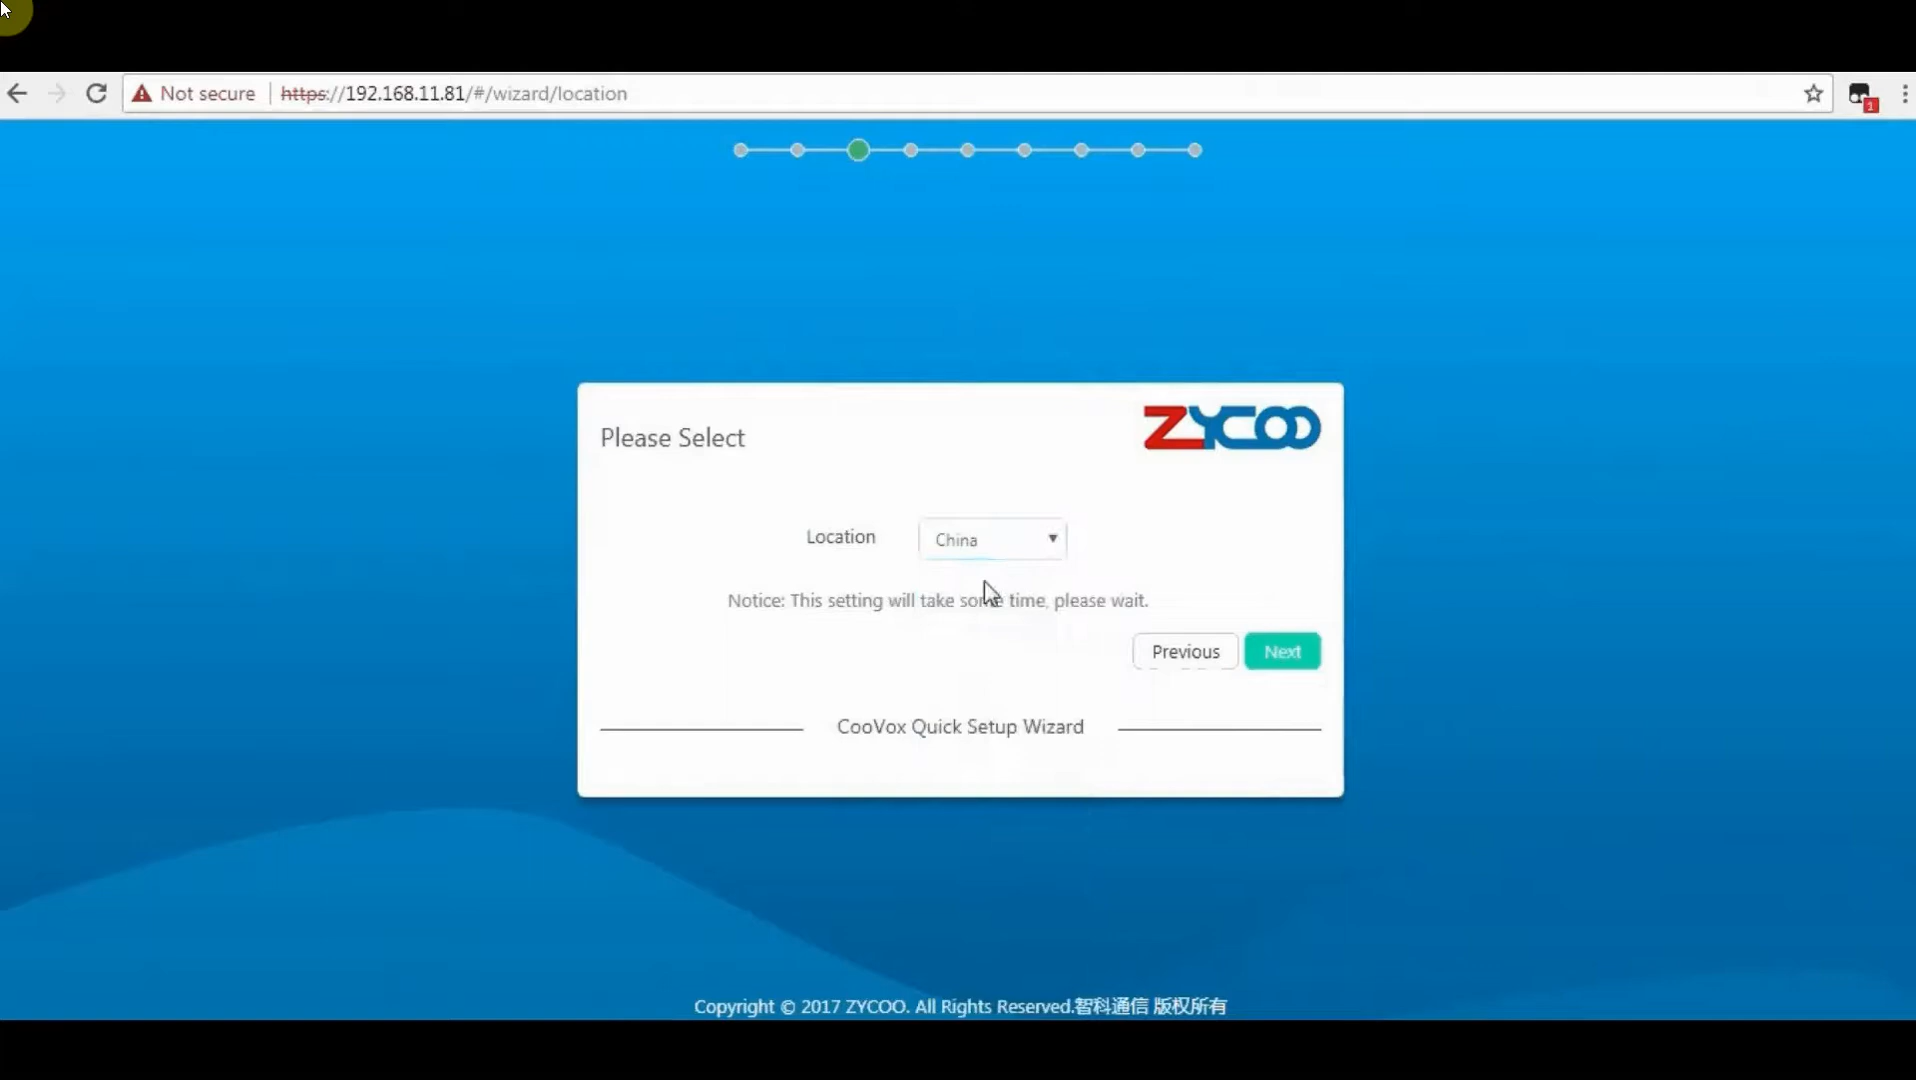 Not secure | https://192.168.11.81/#/wizard/location
1
ZYCOO
Please Select
Location China
Notice: This setting will take some time, please wait.
Previous Next
CooVox Quick Setup Wizard
Copyright © 2017 ZYCOO. All Rights Reserved.智科通信 版权所有